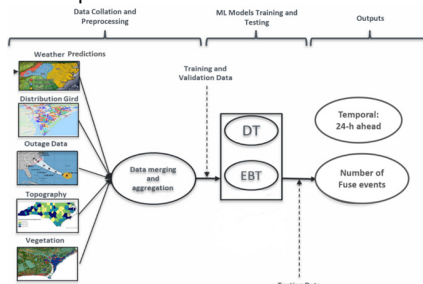 Data Collation and
Preprocessing
ML Models Training and
Testing
Outputs
Weather Predictions
Training and
Validation Data
Distribution Gird
Outage Data
Topography
Vegetation
Data merging
and
aggregation
DT
EBT
Temporal:
24-h ahead
Number of
Fuse events